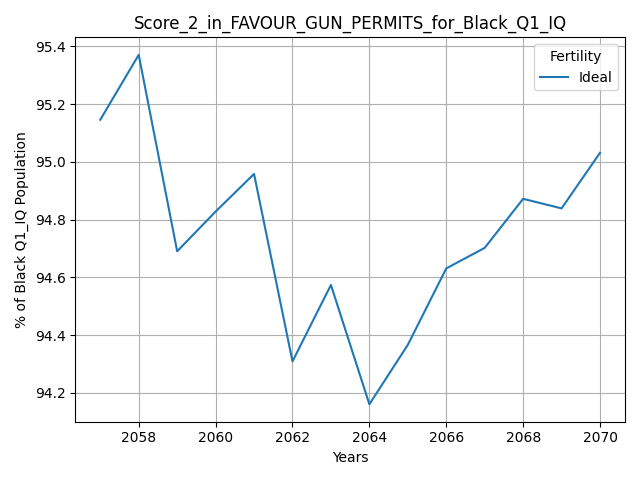 Score_2_in_FAVOUR_GUN_PERMITS_for_Black_Q1_IQ
Fertility
Ideal
% of Black Q1_IQ Population
95.4
95.2
95.0
94.8
94.6
94.4
94.2
2058 2060 2062 2064 2066 2068 2070
Years